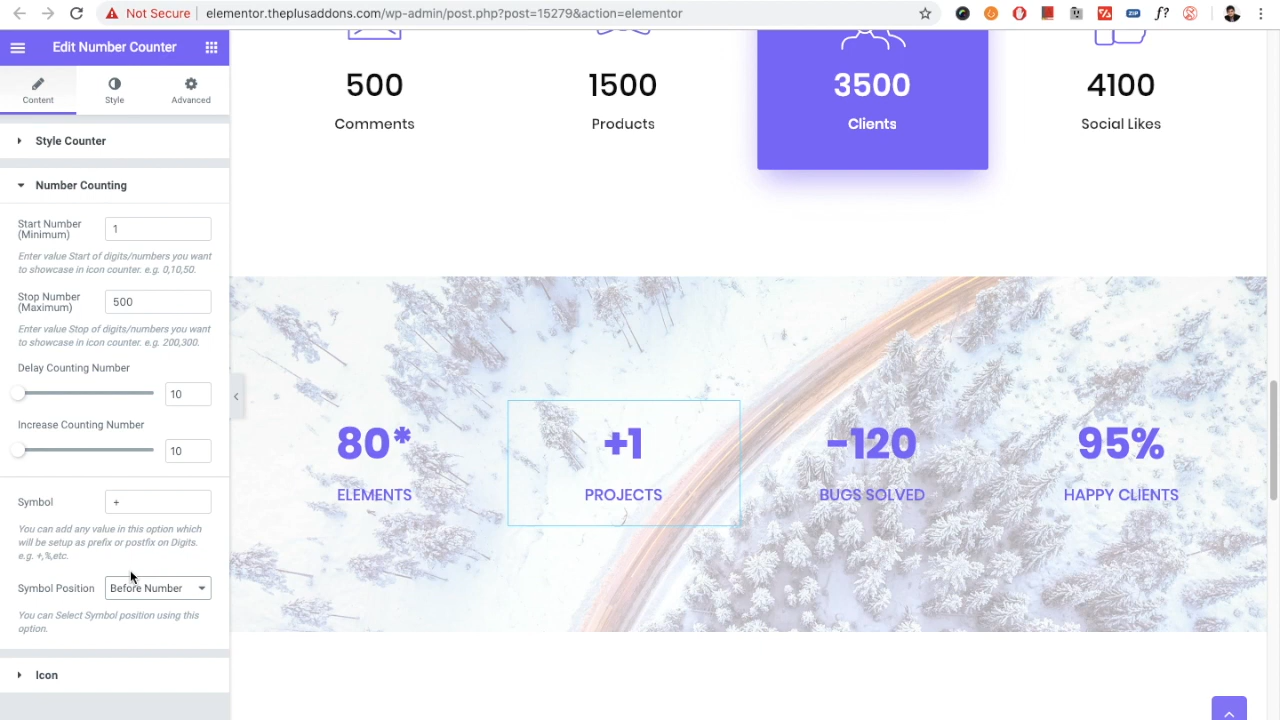 Not Secure
elementor.theplusaddons.com/wp-admin/post.php?post=15279&action=elementor
ZIP
f?
Edit Number Counter
Content
Style
Advanced
Style Counter
Number Counting
Start Number
(Minimum)
1
Enter value Start of digits/numbers you want
to showcase in icon counter. e.g. 0,10,50.
Stop Number
(Maximum)
500
Enter value Stop of digits/numbers you want
to showcase in icon counter. e.g. 200,300.
Delay Counting Number
10
Increase Counting Number
10
Symbol
+
You can add any value in this option which
will be setup as prefix or postfix on Digits.
e.g. +,%,etc.
Symbol Position
Before Number
You can Select Symbol position using this
option.
Icon
500
Comments
1500
Products
3500
Clients
4100
Social Likes
80*
ELEMENTS
+1
PROJECTS
-120
BUGS SOLVED
95%
HAPPY CLIENTS